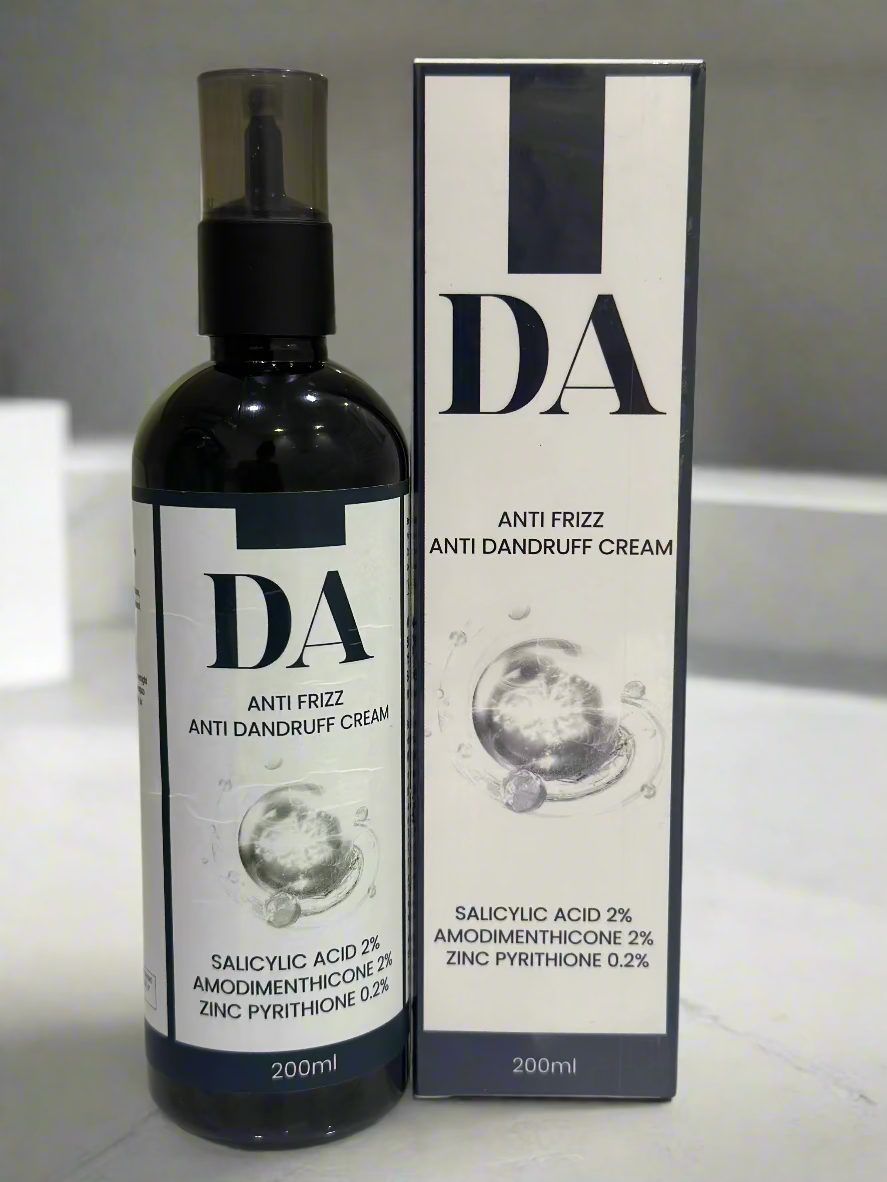 DA
ANTI FRIZZ
ANTI DANDRUFF CREAM
SALICYLIC ACID 2%
AMODIMENTHICONE 2%
ZINC PYRITHIONE 0.2%
200ml
DA
ANTI FRIZZ
ANTI DANDRUFF CREAM
SALICYLIC ACID 2%
AMODIMENTHICONE 2%
ZINC PYRITHIONE 0.2%
200ml